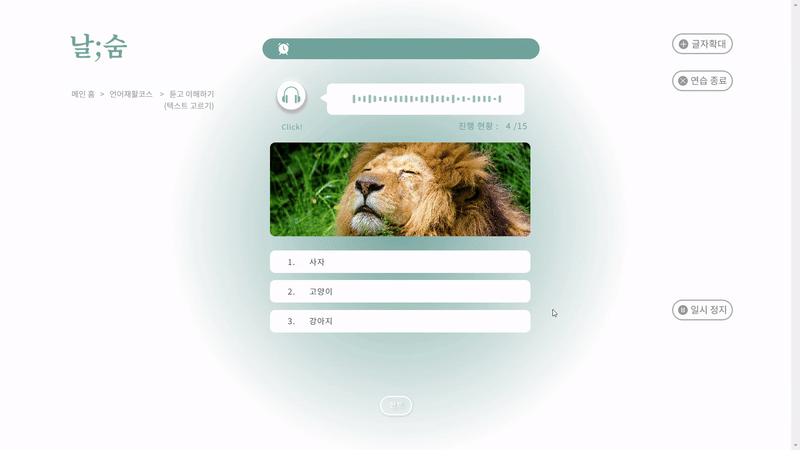 날;숨
메인 홈 > 언어재활코스 > 듣고 이해하기
(텍스트 고르기)
Click!
진행 현황 : 4 /15
1. 사자
2. 고양이
3. 강아지
글자확대
연습 종료
일시 정지